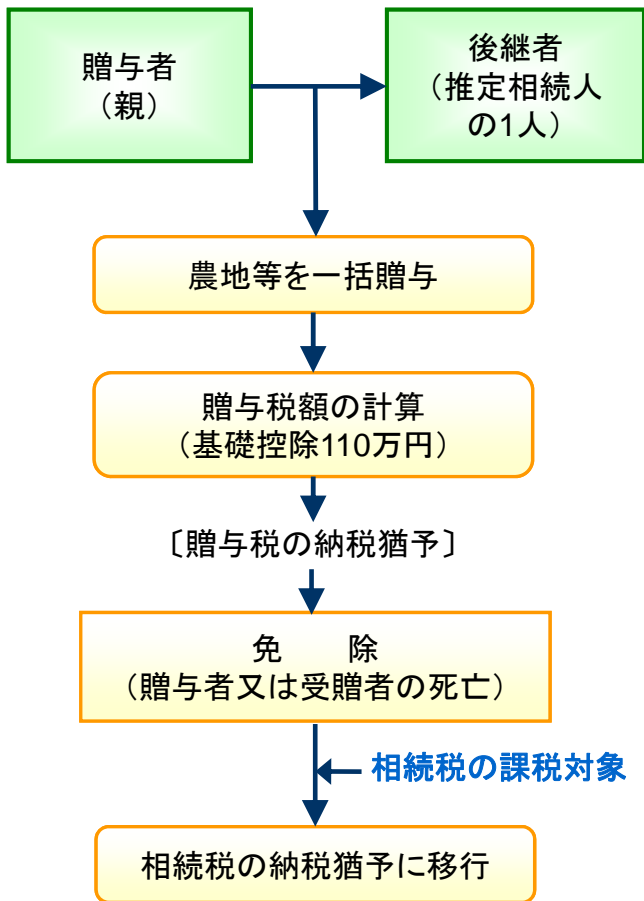 贈与者
（親）
後継者
（推定相続人
の1人）
農地等を一括贈与
贈与税額の計算
（基礎控除110万円）
〔贈与税の納税猶予〕
免　　除
（贈与者又は受贈者の死亡）
相続税の課税対象
相続税の納税猶予に移行